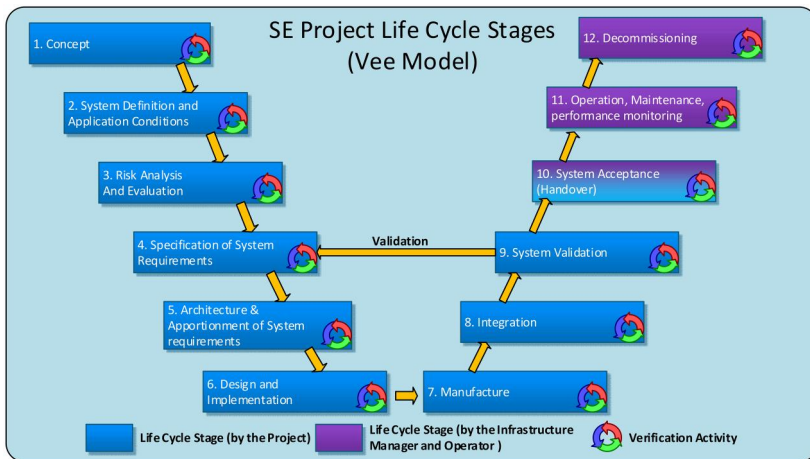 SE Project Life Cycle Stages
(Vee Model)
1. Concept
2. System Definition and
Application Conditions
3. Risk Analysis
And Evaluation
4. Specification of System
Requirements
5. Architecture &
Apportionment of System
requirements
6. Design and
Implementation
7. Manufacture
8. Integration
9. System Validation
Validation
10. System Acceptance
(Handover)
11. Operation, Maintenance,
performance monitoring
12. Decommissioning
Life Cycle Stage (by the Project)
Life Cycle Stage (by the Infrastructure
Manager and Operator )
Verification Activity